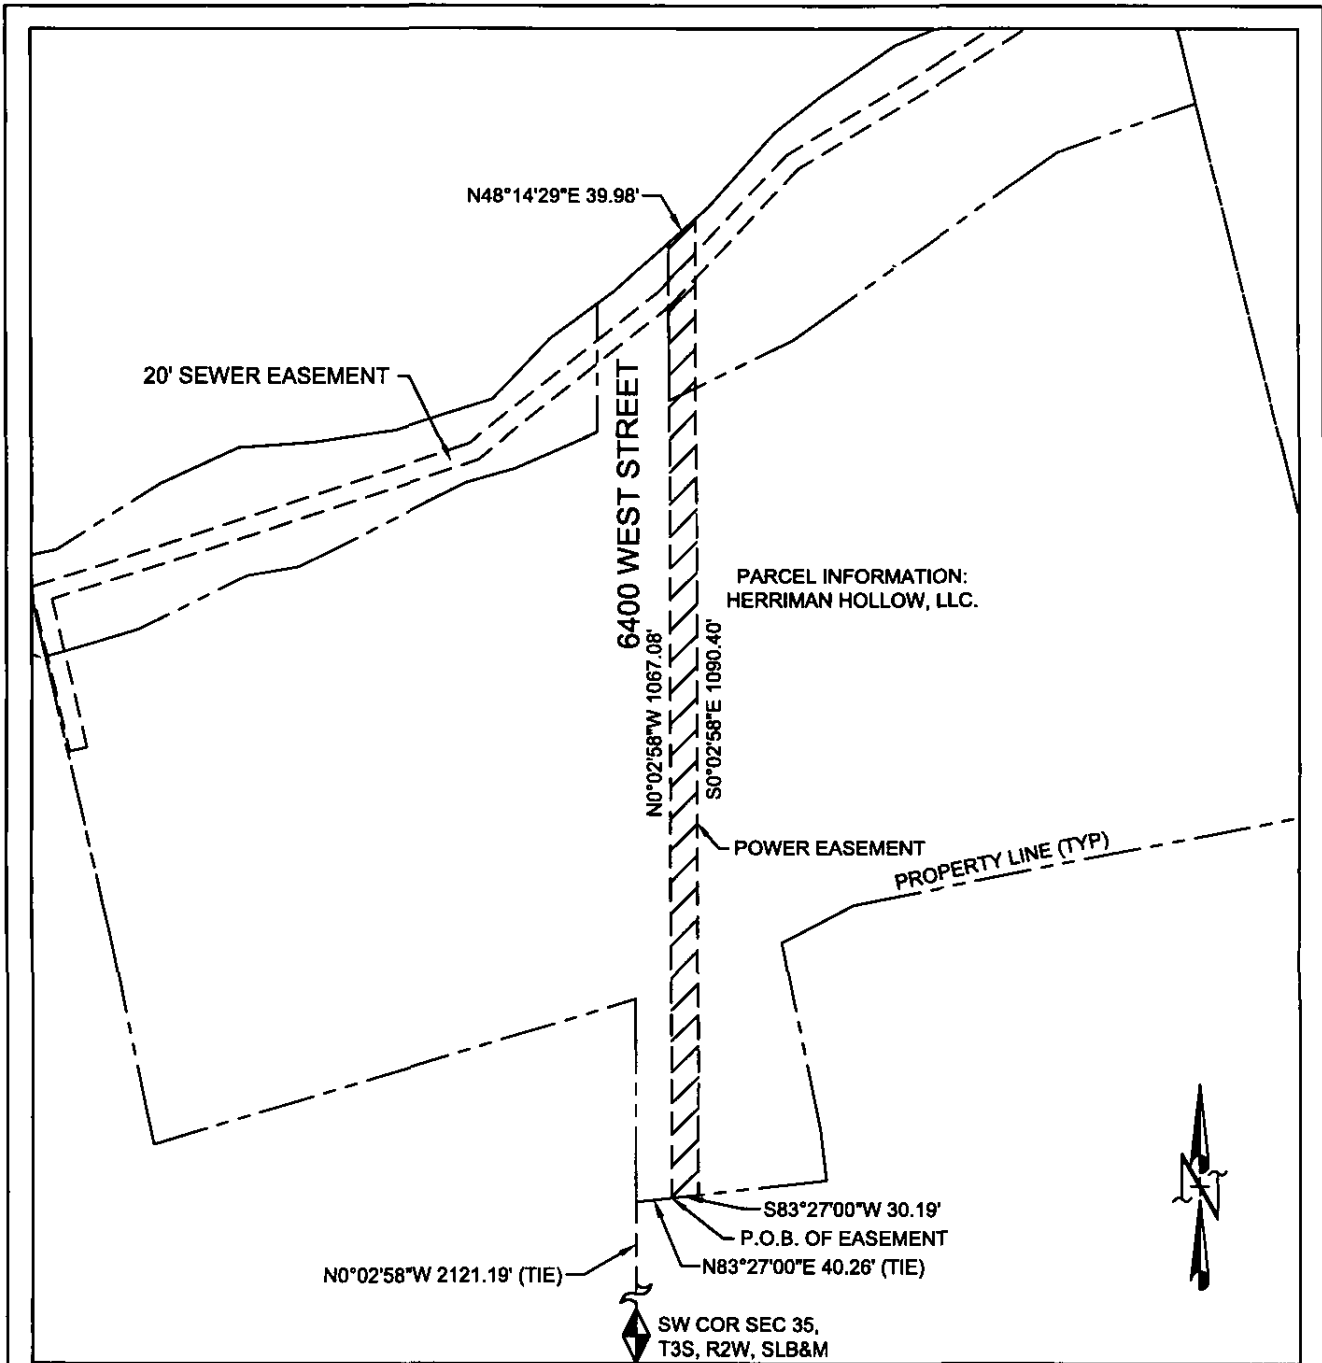 N48°14'29"E 39.98'
20' SEWER EASEMENT
6400 WEST STREET
PARCEL INFORMATION:
HERRIMAN HOLLOW, LLC.
N0°02'58"W 1067.08'
S0°02'58"E 1090.40'
POWER EASEMENT
PROPERTY LINE (TYP)
S83°27'00"W 30.19'
P.O.B. OF EASEMENT
N83°27'00"E 40.26' (TIE)
N0°02'58"W 2121.19' (TIE)
SW COR SEC 35,
T3S, R2W, SLB&M
N